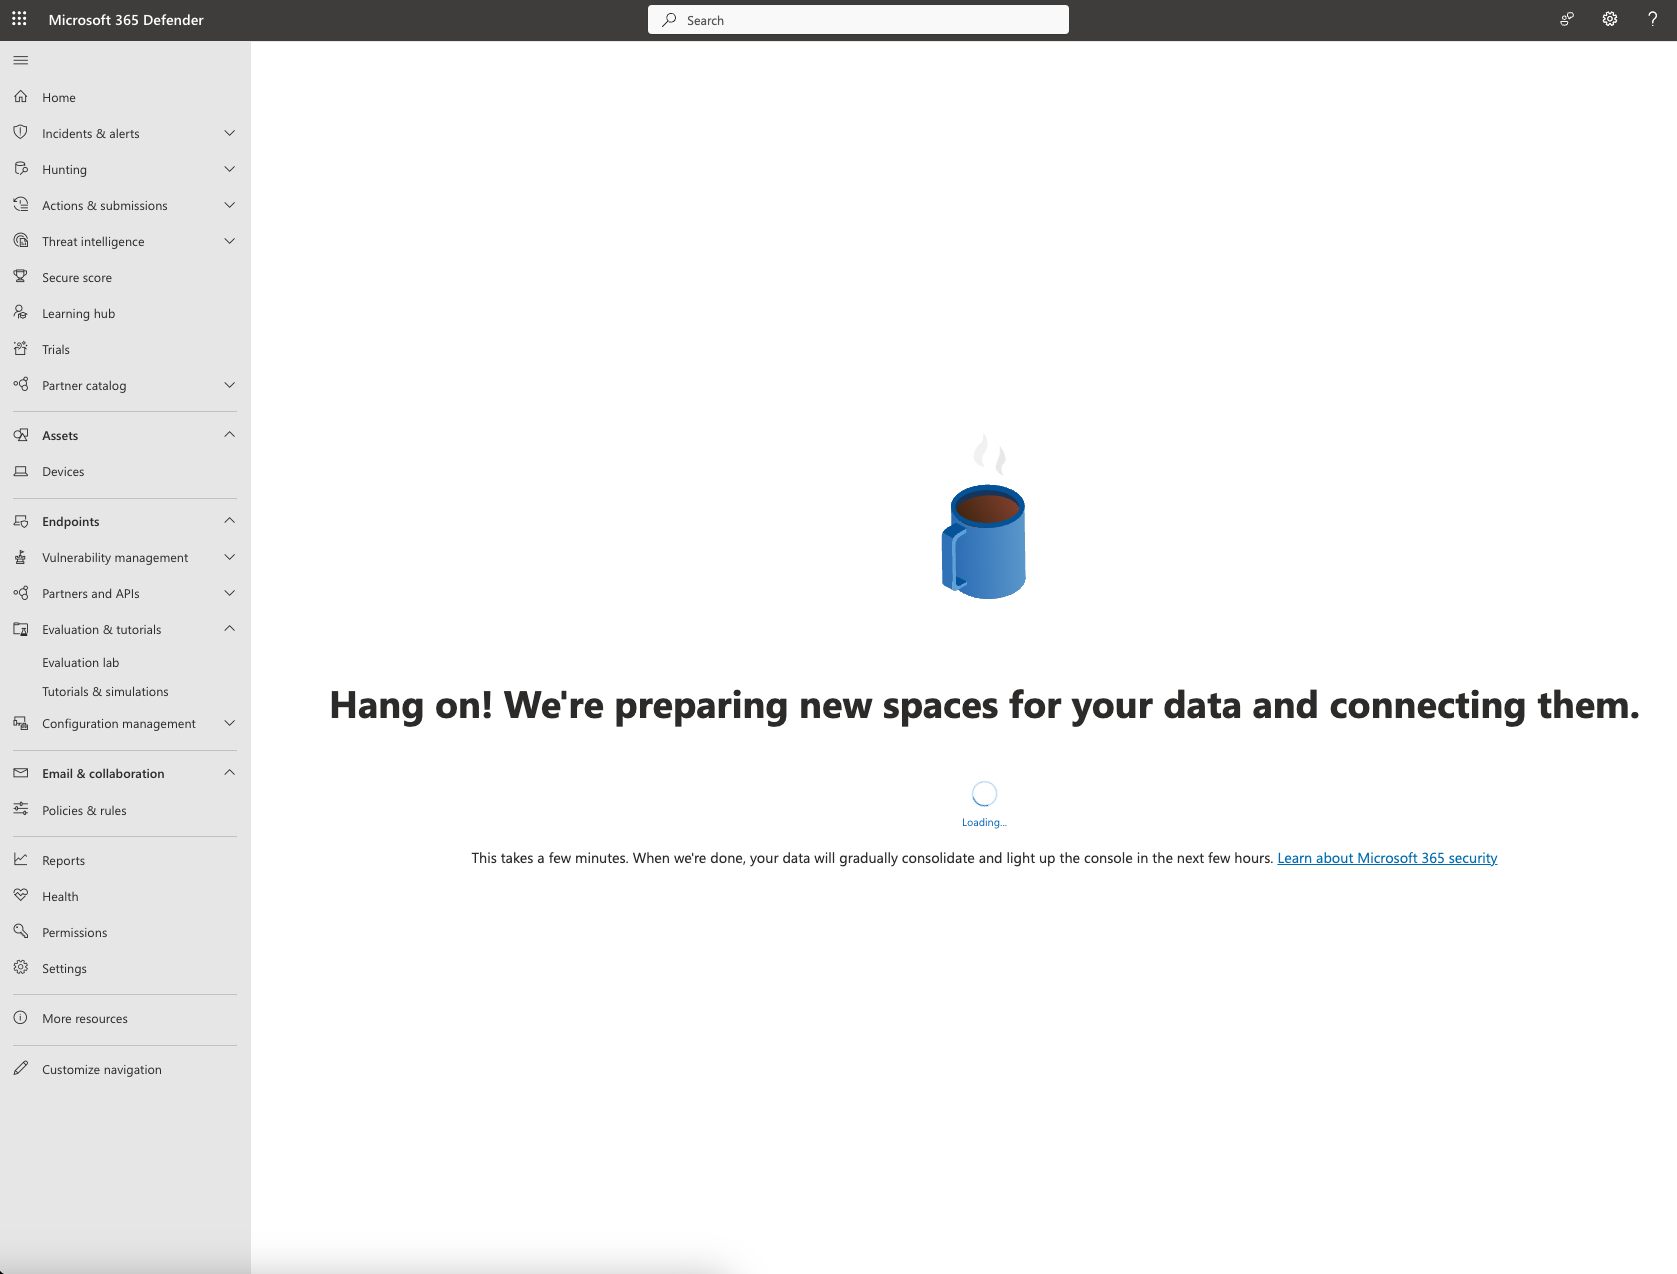 Microsoft 365 Defender
Search
?
Home
Incidents & alerts
Hunting
Actions & submissions
Threat intelligence
Secure score
Learning hub
Trials
Partner catalog
Assets
Devices
Endpoints
Vulnerability management
Partners and APIs
Evaluation & tutorials
Evaluation lab
Tutorials & simulations
Configuration management
Email & collaboration
Policies & rules
Reports
Health
Permissions
Settings
More resources
Customize navigation
Hang on! We're preparing new spaces for your data and connecting them.
Loading...
This takes a few minutes. When we're done, your data will gradually consolidate and light up the console in the next few hours. Learn about Microsoft 365 security